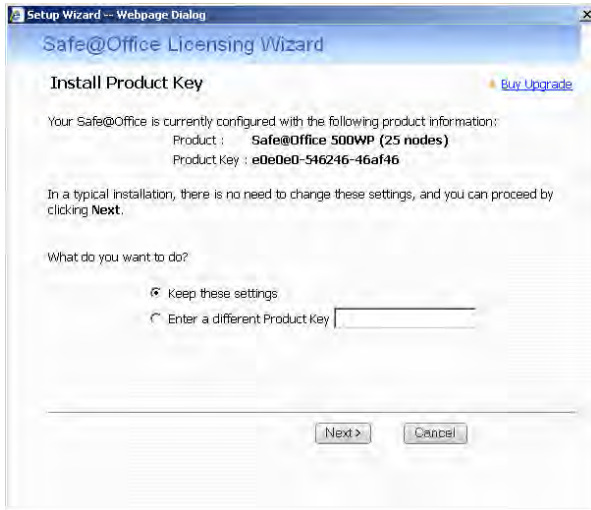 Setup Wizard -- Webpage Dialog
Safe@Office Licensing Wizard
Install Product Key
Buy Upgrade
Your Safe@Office is currently configured with the following product information:
Product : Safe@Office 500WP (25 nodes)
Product Key : e0e0e0-546246-46af46
In a typical installation, there is no need to change these settings, and you can proceed by
clicking Next.
What do you want to do?
Keep these settings
Enter a different Product Key
Next >
Cancel